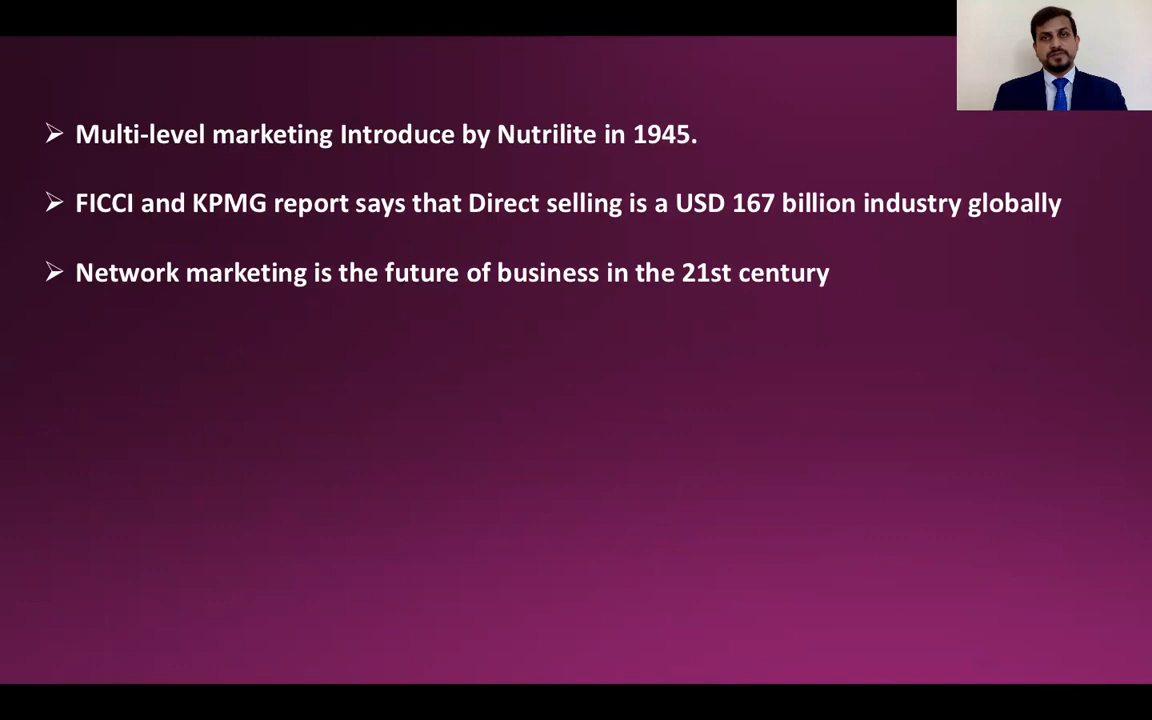 Multi-level marketing Introduce by Nutrilite in 1945.
FICCI and KPMG report says that Direct selling is a USD 167 billion industry globally
Network marketing is the future of business in the 21st century